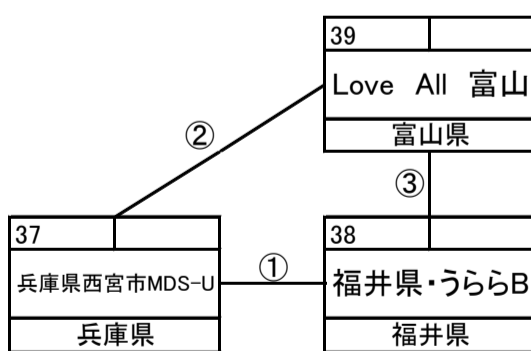 39
Love All 富山
富山県
②
③
37
兵庫県西宮市MDS-U
兵庫県
①
38
福井県・うららB
福井県